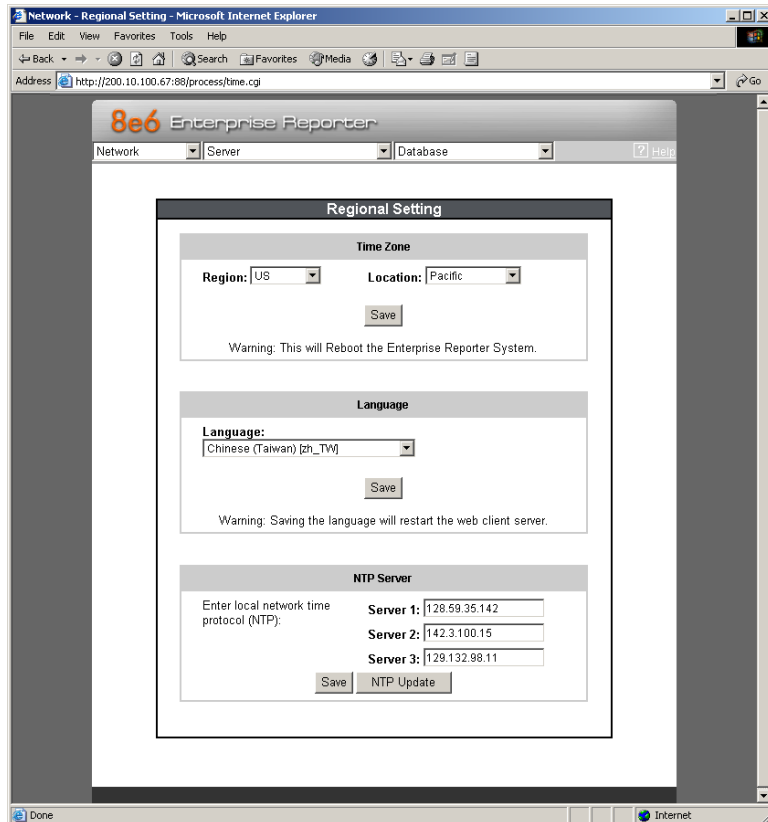 Network - Regional Setting - Microsoft Internet Explorer
File Edit View Favorites Tools Help
Back Search Favorites Media
Address http://200.10.100.67:88/process/time.cgi Go
8e6 Enterprise Reporter
Network Server Database ? Help
Regional Setting
Time Zone
Region: US Location: Pacific
Save
Warning: This will Reboot the Enterprise Reporter System.
Language
Language:
Chinese (Taiwan) [zh_TW]
Save
Warning: Saving the language will restart the web client server.
NTP Server
Enter local network time
protocol (NTP):
Server 1: 128.59.35.142
Server 2: 142.3.100.15
Server 3: 129.132.98.11
Save NTP Update
Done Internet